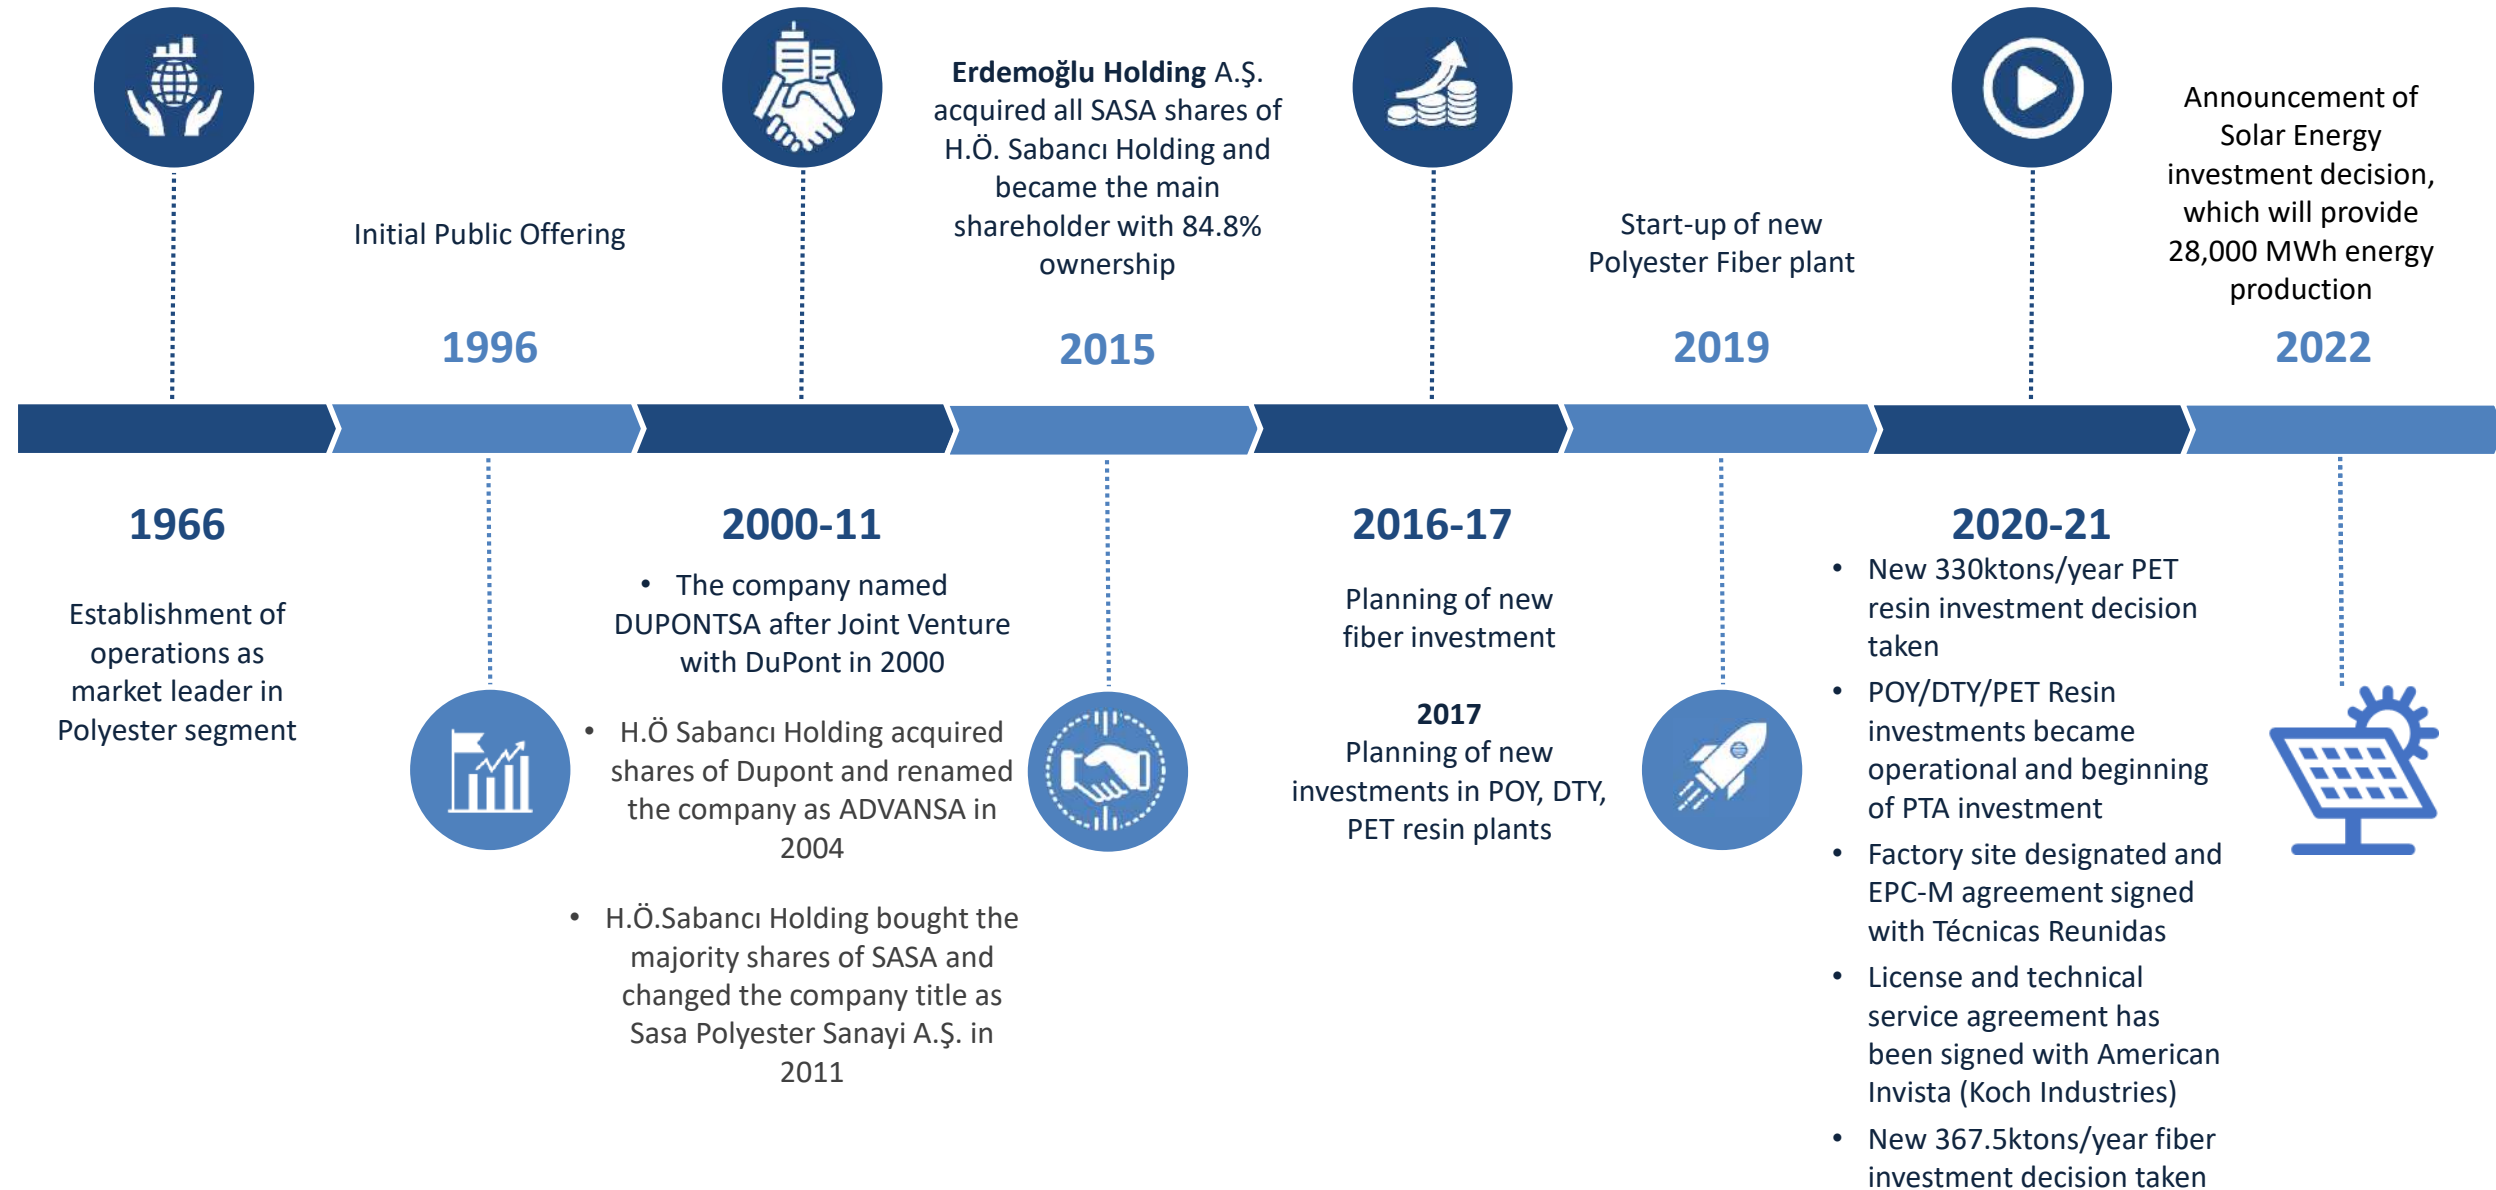 1966
Establishment of
operations as
market leader in
Polyester segment
Initial Public Offering
1996
2000-11
• The company named
DUPONTSA after Joint Venture
with DuPont in 2000
• H.Ö Sabancı Holding acquired
shares of Dupont and renamed
the company as ADVANSA in
2004
• H.Ö.Sabancı Holding bought the
majority shares of SASA and
changed the company title as
Sasa Polyester Sanayi A.Ş. in
2011
Erdemoğlu Holding A.Ş.
acquired all SASA shares of
H.Ö. Sabancı Holding and
became the main
shareholder with 84.8%
ownership
2015
2016-17
Planning of new
fiber investment
2017
Planning of new
investments in POY, DTY,
PET resin plants
Start-up of new
Polyester Fiber plant
2019
2020-21
• New 330ktons/year PET
resin investment decision
taken
• POY/DTY/PET Resin
investments became
operational and beginning
of PTA investment
• Factory site designated and
EPC-M agreement signed
with Técnicas Reunidas
• License and technical
service agreement has
been signed with American
Invista (Koch Industries)
• New 367.5ktons/year fiber
investment decision taken
Announcement of
Solar Energy
investment decision,
which will provide
28,000 MWh energy
production
2022